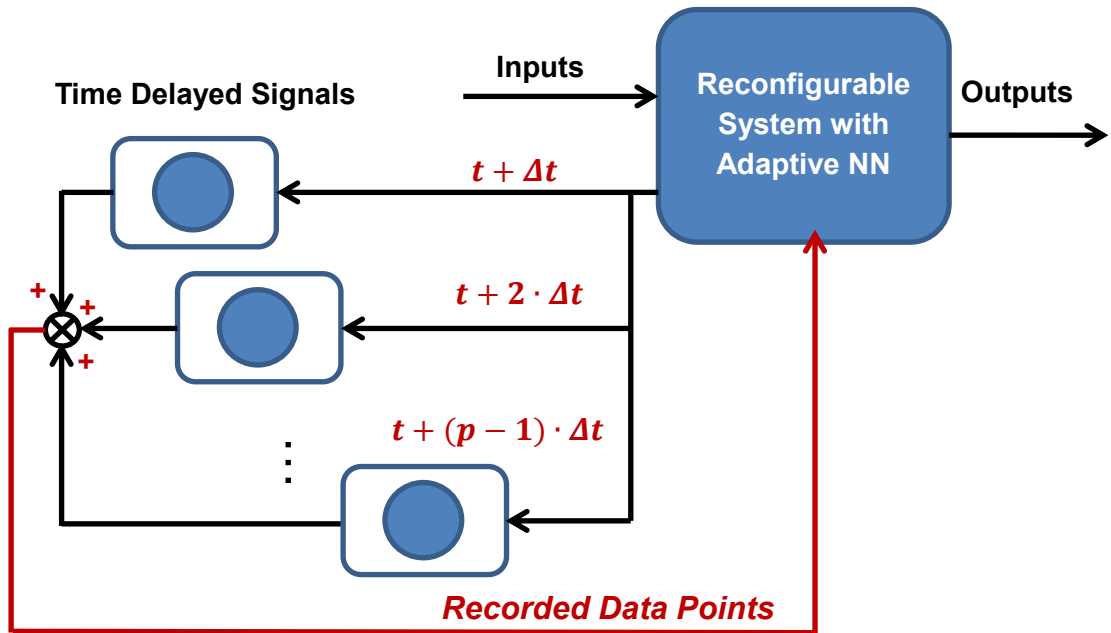 Inputs
Reconfigurable
System with
Adaptive NN
Outputs
Time Delayed Signals
t + Δt
+
+
t + 2 · Δt
+
t + (p − 1) · Δt
⋮
Recorded Data Points